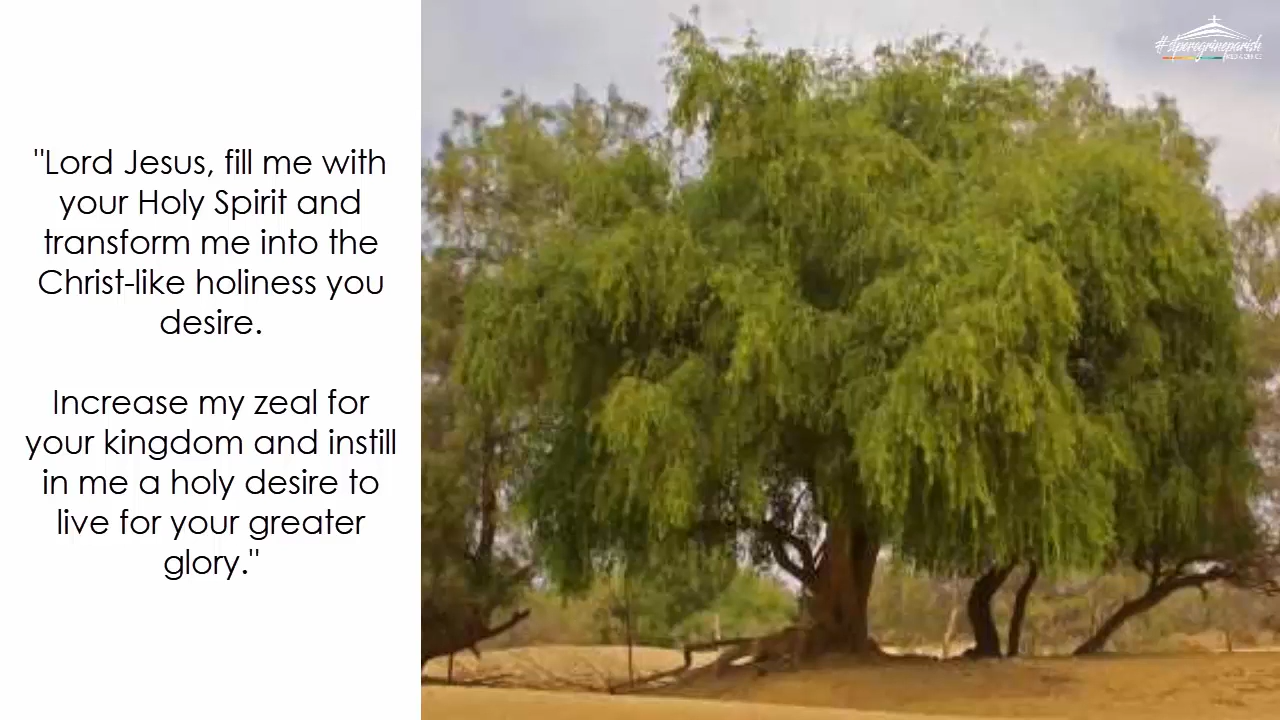 "Lord Jesus, fill me with
your Holy Spirit and
transform me into the
Christ-like holiness you
desire.
Increase my zeal for
your kingdom and instill
in me a holy desire to
live for your greater
glory."
#stperegrineparish